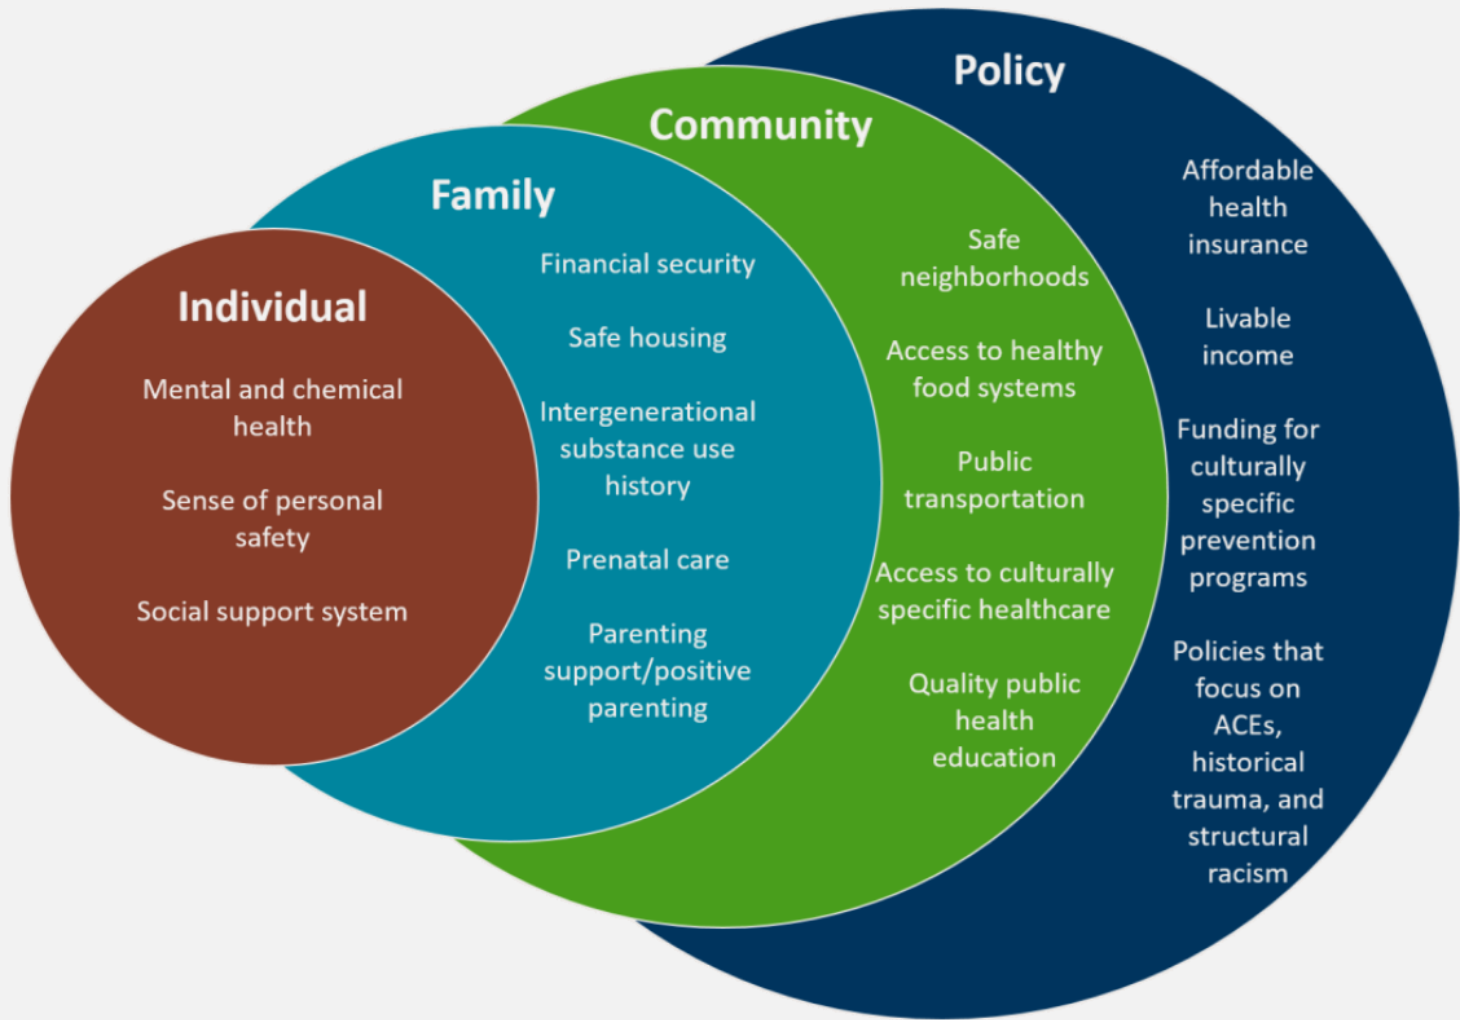 Individual
Mental and chemical
health
Sense of personal
safety
Social support system
Family
Financial security
Safe housing
Intergenerational
substance use
history
Prenatal care
Parenting
support/positive
parenting
Community
Safe
neighborhoods
Access to healthy
food systems
Public
transportation
Access to culturally
specific healthcare
Quality public
health
education
Policy
Affordable
health
insurance
Livable
income
Funding for
culturally
specific
prevention
programs
Policies that
focus on
ACEs,
historical
trauma, and
structural
racism